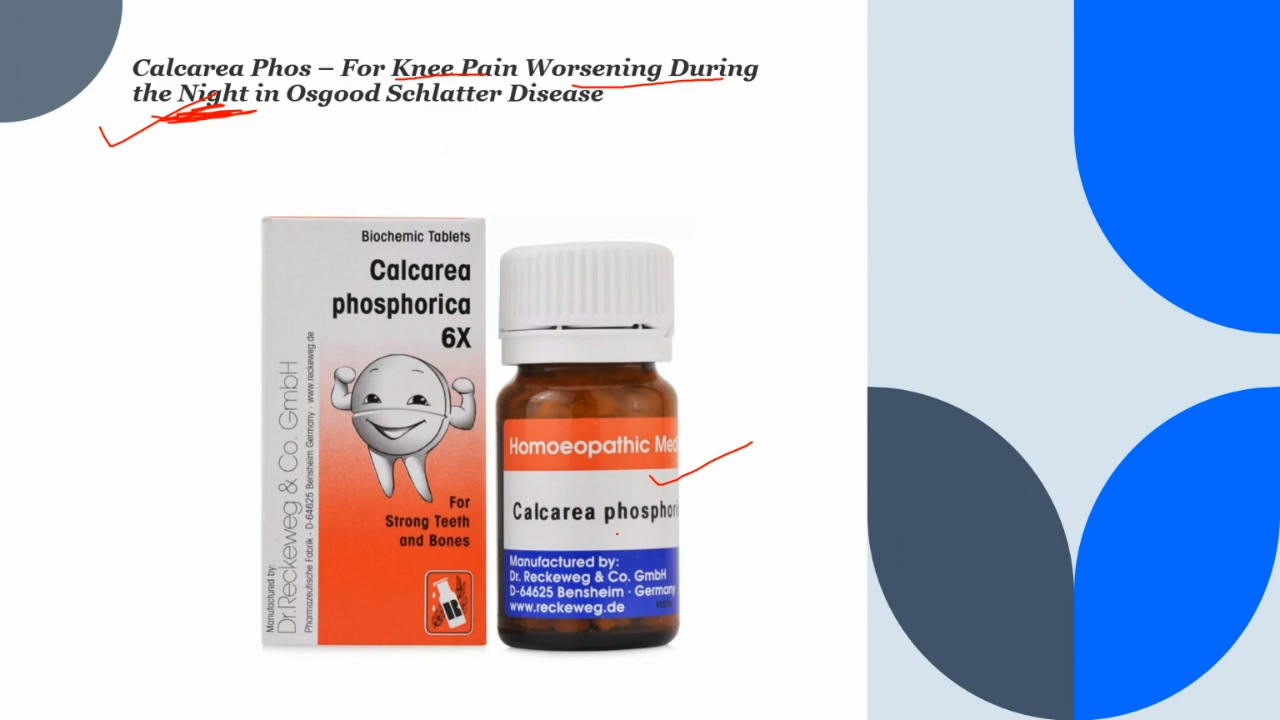 Calcarea Phos – For Knee Pain Worsening During
the Night in Osgood Schlatter Disease
Biochemic Tablets
Calcarea
phosphorica
6X
For
Strong Teeth
and Bones
Manufactured by:
Dr.Reckeweg & Co. GmbH
Pharmazeutische Fabrik · D-64625 Bensheim Germany · www.reckeweg.de
B
Homoeopathic Med
Calcarea phosphori
Manufactured by:
Dr. Reckeweg & Co. GmbH
D-64625 Bensheim · Germany
www.reckeweg.de